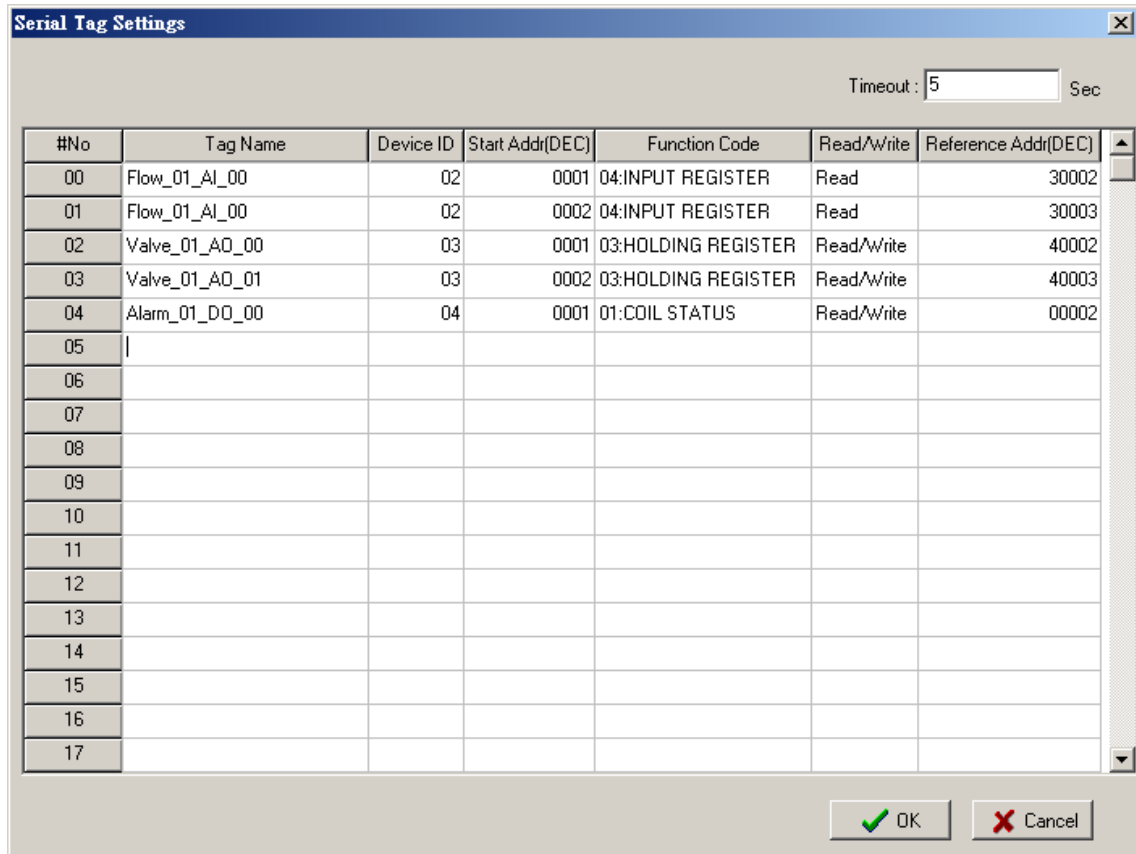 Serial Tag Settings
Timeout : 5 Sec
#No Tag Name Device ID Start Addr(DEC) Function Code Read/Write Reference Addr(DEC)
00 Flow_01_AI_00 02 0001 04:INPUT REGISTER Read 30002
01 Flow_01_AI_00 02 0002 04:INPUT REGISTER Read 30003
02 Valve_01_AO_00 03 0001 03:HOLDING REGISTER Read/Write 40002
03 Valve_01_AO_01 03 0002 03:HOLDING REGISTER Read/Write 40003
04 Alarm_01_DO_00 04 0001 01:COIL STATUS Read/Write 00002
05
06
07
08
09
10
11
12
13
14
15
16
17
OK Cancel